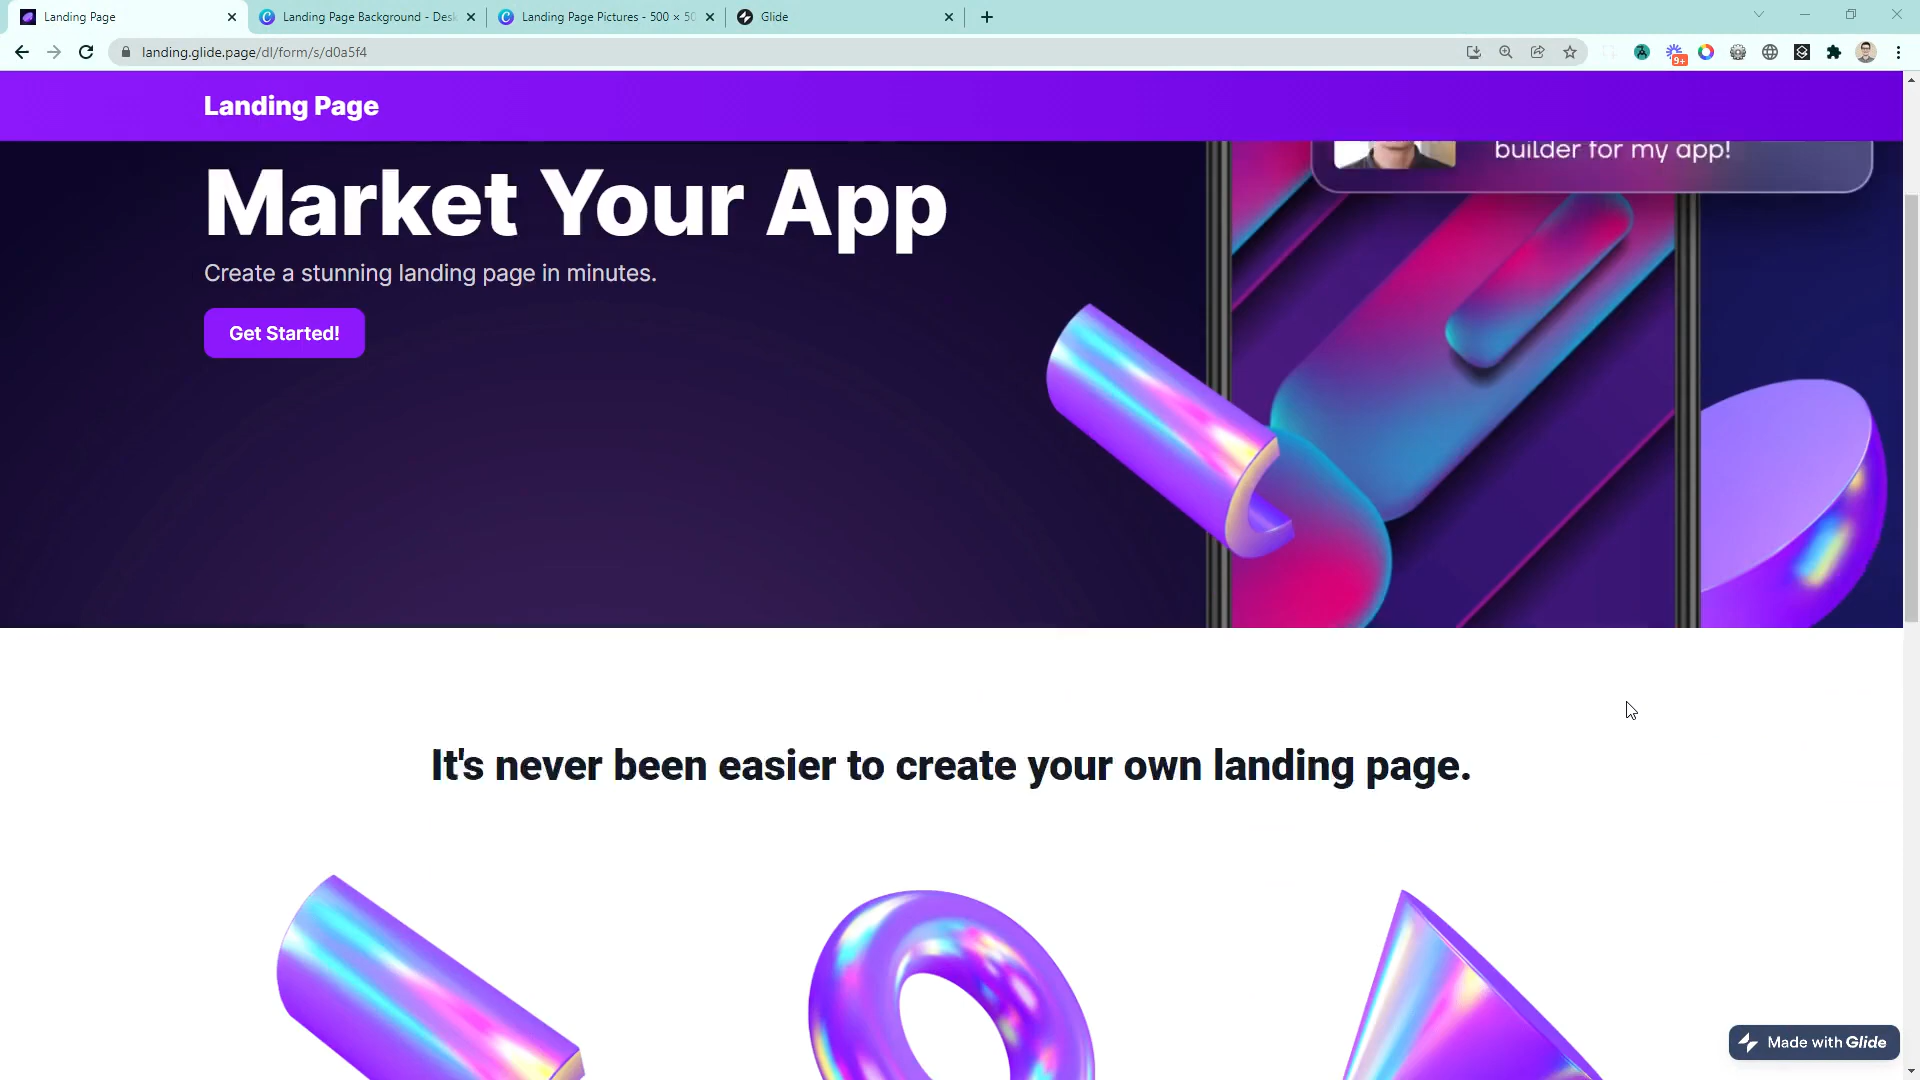 Landing Page
Landing Page Background - Desk
Landing Page Pictures - 500 × 50
Glide
landing.glide.page/dl/form/s/d0a5f4
9+
Landing Page
builder for my app!
Market Your App
Create a stunning landing page in minutes.
Get Started!
It's never been easier to create your own landing page.
Made with Glide